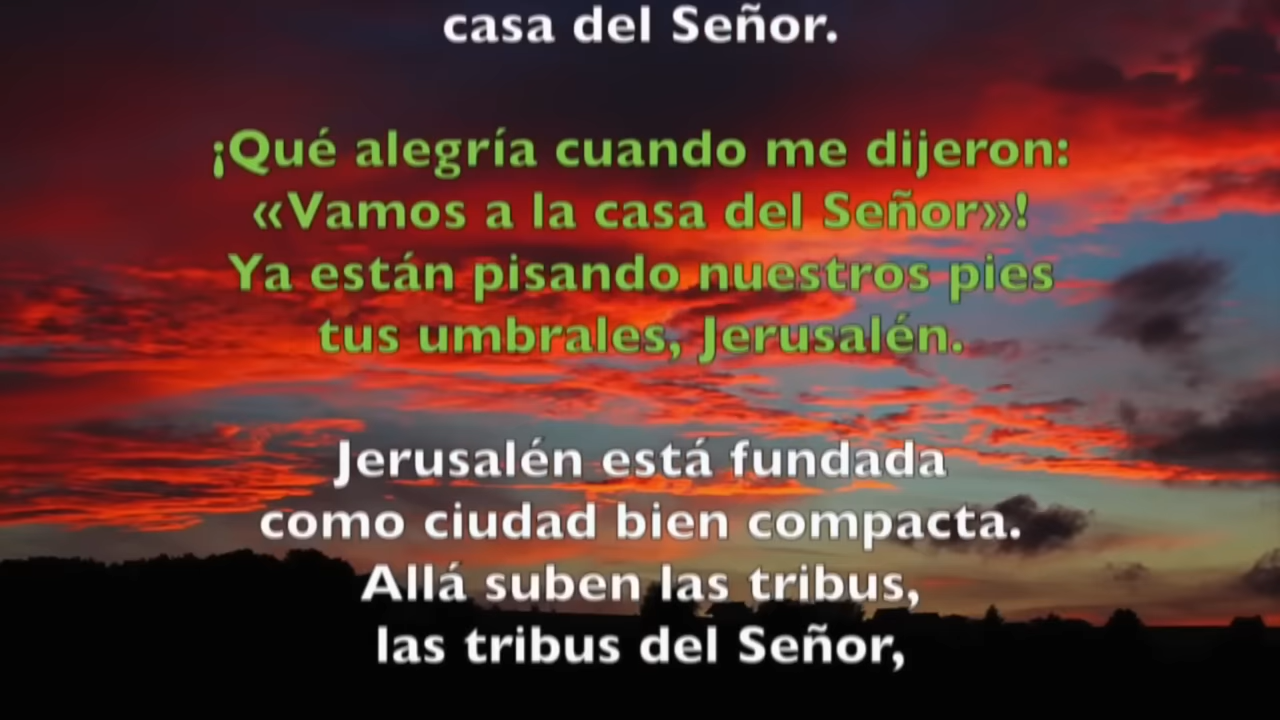 casa del Señor.
¡Qué alegría cuando me dijeron:
«Vamos a la casa del Señor»!
Ya están pisando nuestros pies
tus umbrales, Jerusalén.
Jerusalén está fundada
como ciudad bien compacta.
Allá suben las tribus,
las tribus del Señor,